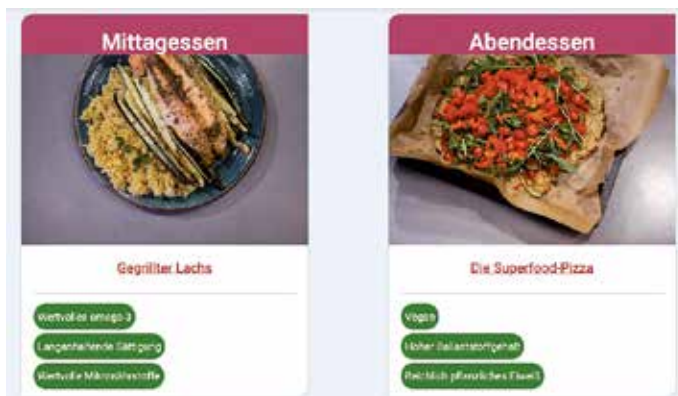 Mittagessen
Gegrillter Lachs
Wertvolles omega-3
Langanhaltende Sättigung
Wertvolle Mikronährstoffe
Abendessen
Die Superfood-Pizza
Vegan
Hoher Ballaststoffgehalt
Reichlich pflanzliches Eiweiß